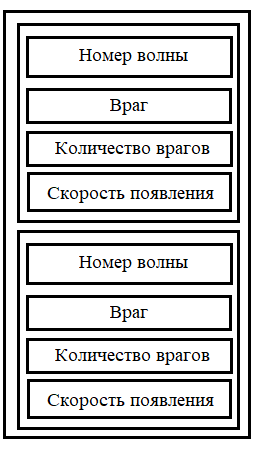 Номер волны
Враг
Количество врагов
Скорость появления
Номер волны
Враг
Количество врагов
Скорость появления